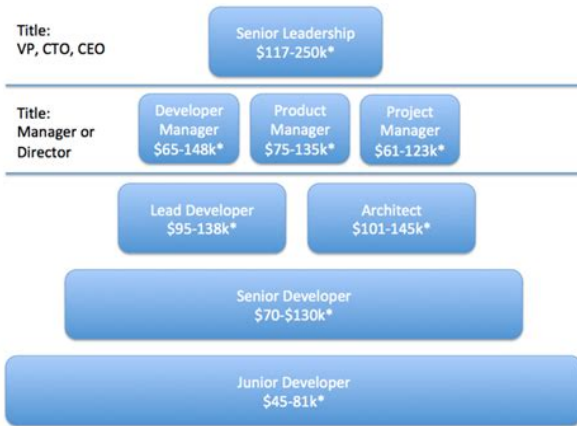 Title:
VP, CTO, CEO
Senior Leadership
$117-250k*
Title:
Manager or
Director
Developer
Manager
$65-148k*
Product
Manager
$75-135k*
Project
Manager
$61-123k*
Lead Developer
$95-138k*
Architect
$101-145k*
Senior Developer
$70-$130k*
Junior Developer
$45-81k*